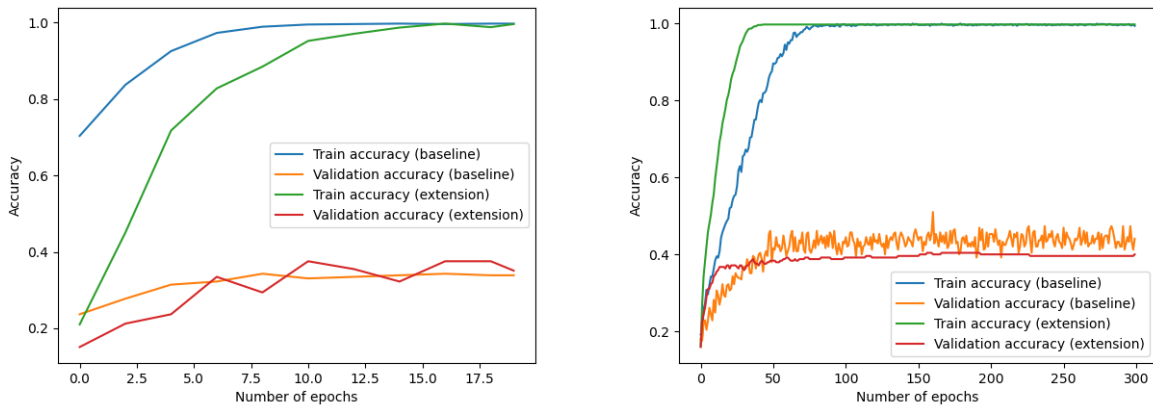 1.0
0.8
0.6
0.4
0.2
Accuracy
Train accuracy (baseline)
Validation accuracy (baseline)
Train accuracy (extension)
Validation accuracy (extension)
0.0 2.5 5.0 7.5 10.0 12.5 15.0 17.5
Number of epochs
1.0
0.8
0.6
0.4
0.2
Accuracy
Train accuracy (baseline)
Validation accuracy (baseline)
Train accuracy (extension)
Validation accuracy (extension)
0 50 100 150 200 250 300
Number of epochs